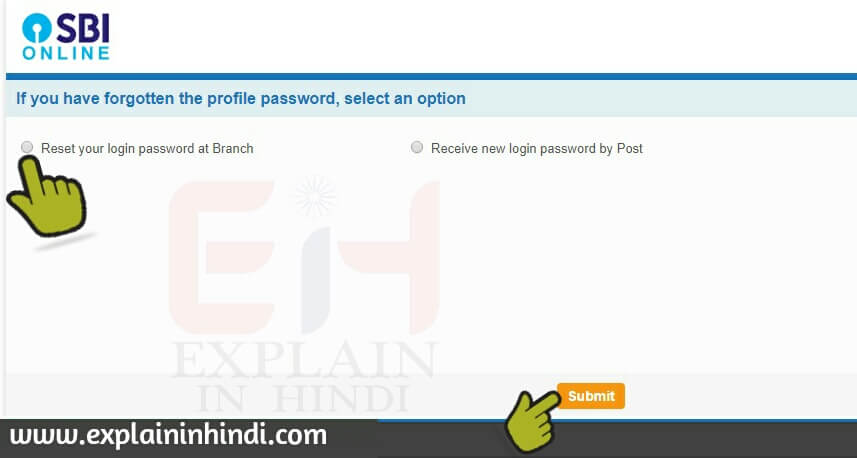 SBI
ONLINE
If you have forgotten the profile password, select an option
Reset your login password at Branch
Receive new login password by Post
EiH
EXPLAIN
IN HINDI
Submit
www.explaininhindi.com